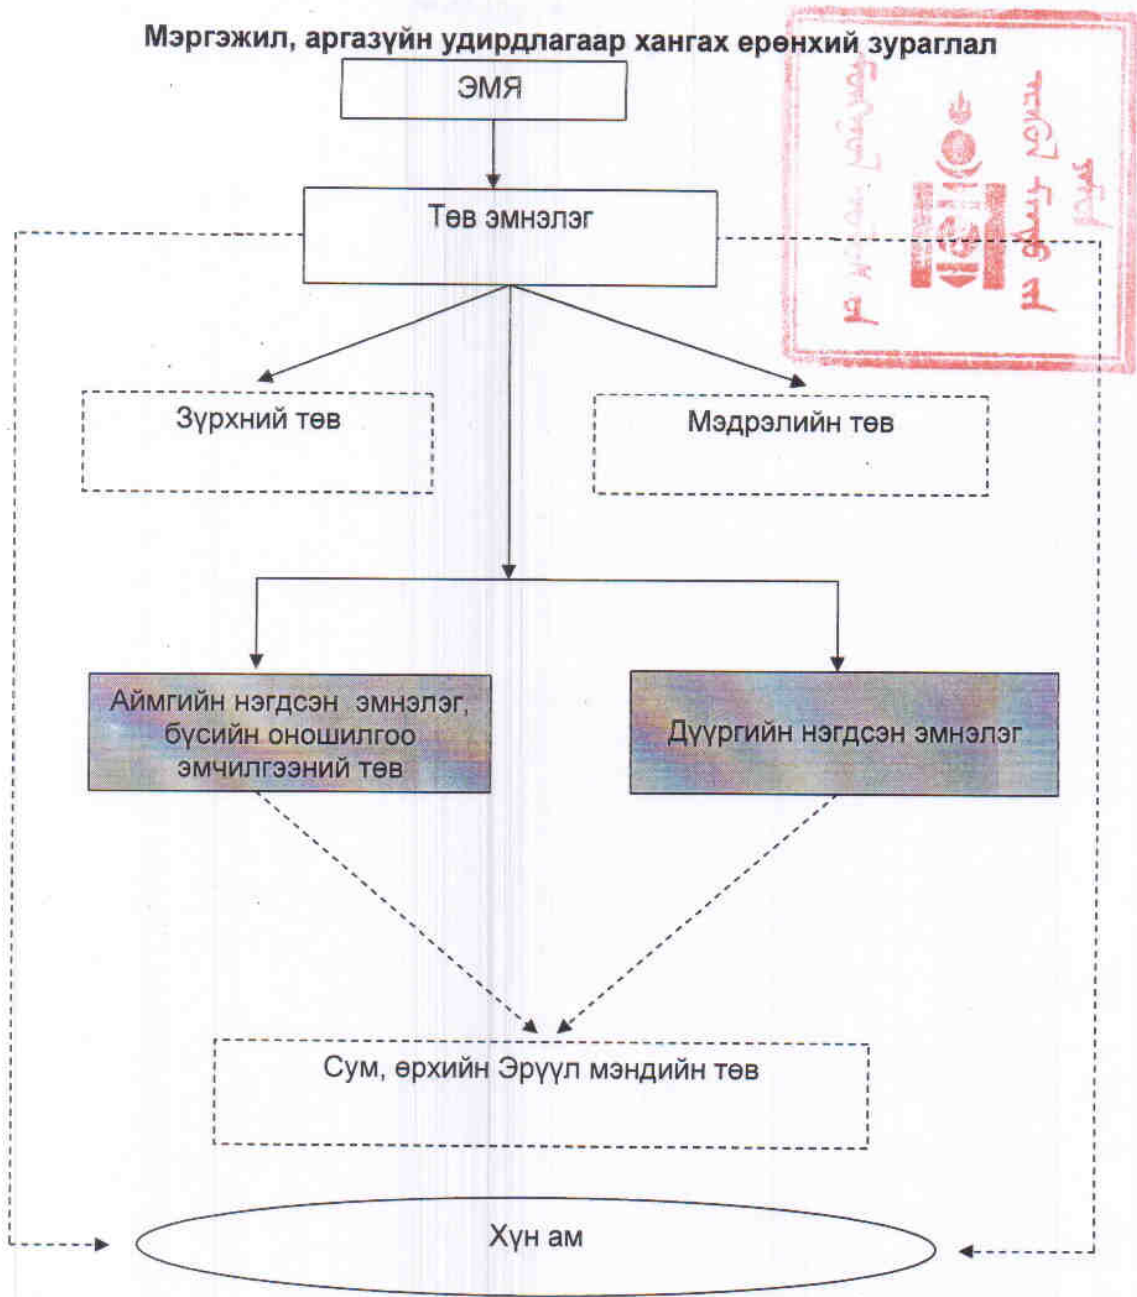 Мэргэжил, аргазүйн удирдлагаар хангах ерөнхий зураглал
ЭМЯ
Төв эмнэлэг
Зүрхний төв
Мэдрэлийн төв
Аймгийн нэгдсэн эмнэлэг,
бүсийн оношилгоо
эмчилгээний төв
Дүүргийн нэгдсэн эмнэлэг
Сум, өрхийн Эрүүл мэндийн төв
Хүн ам